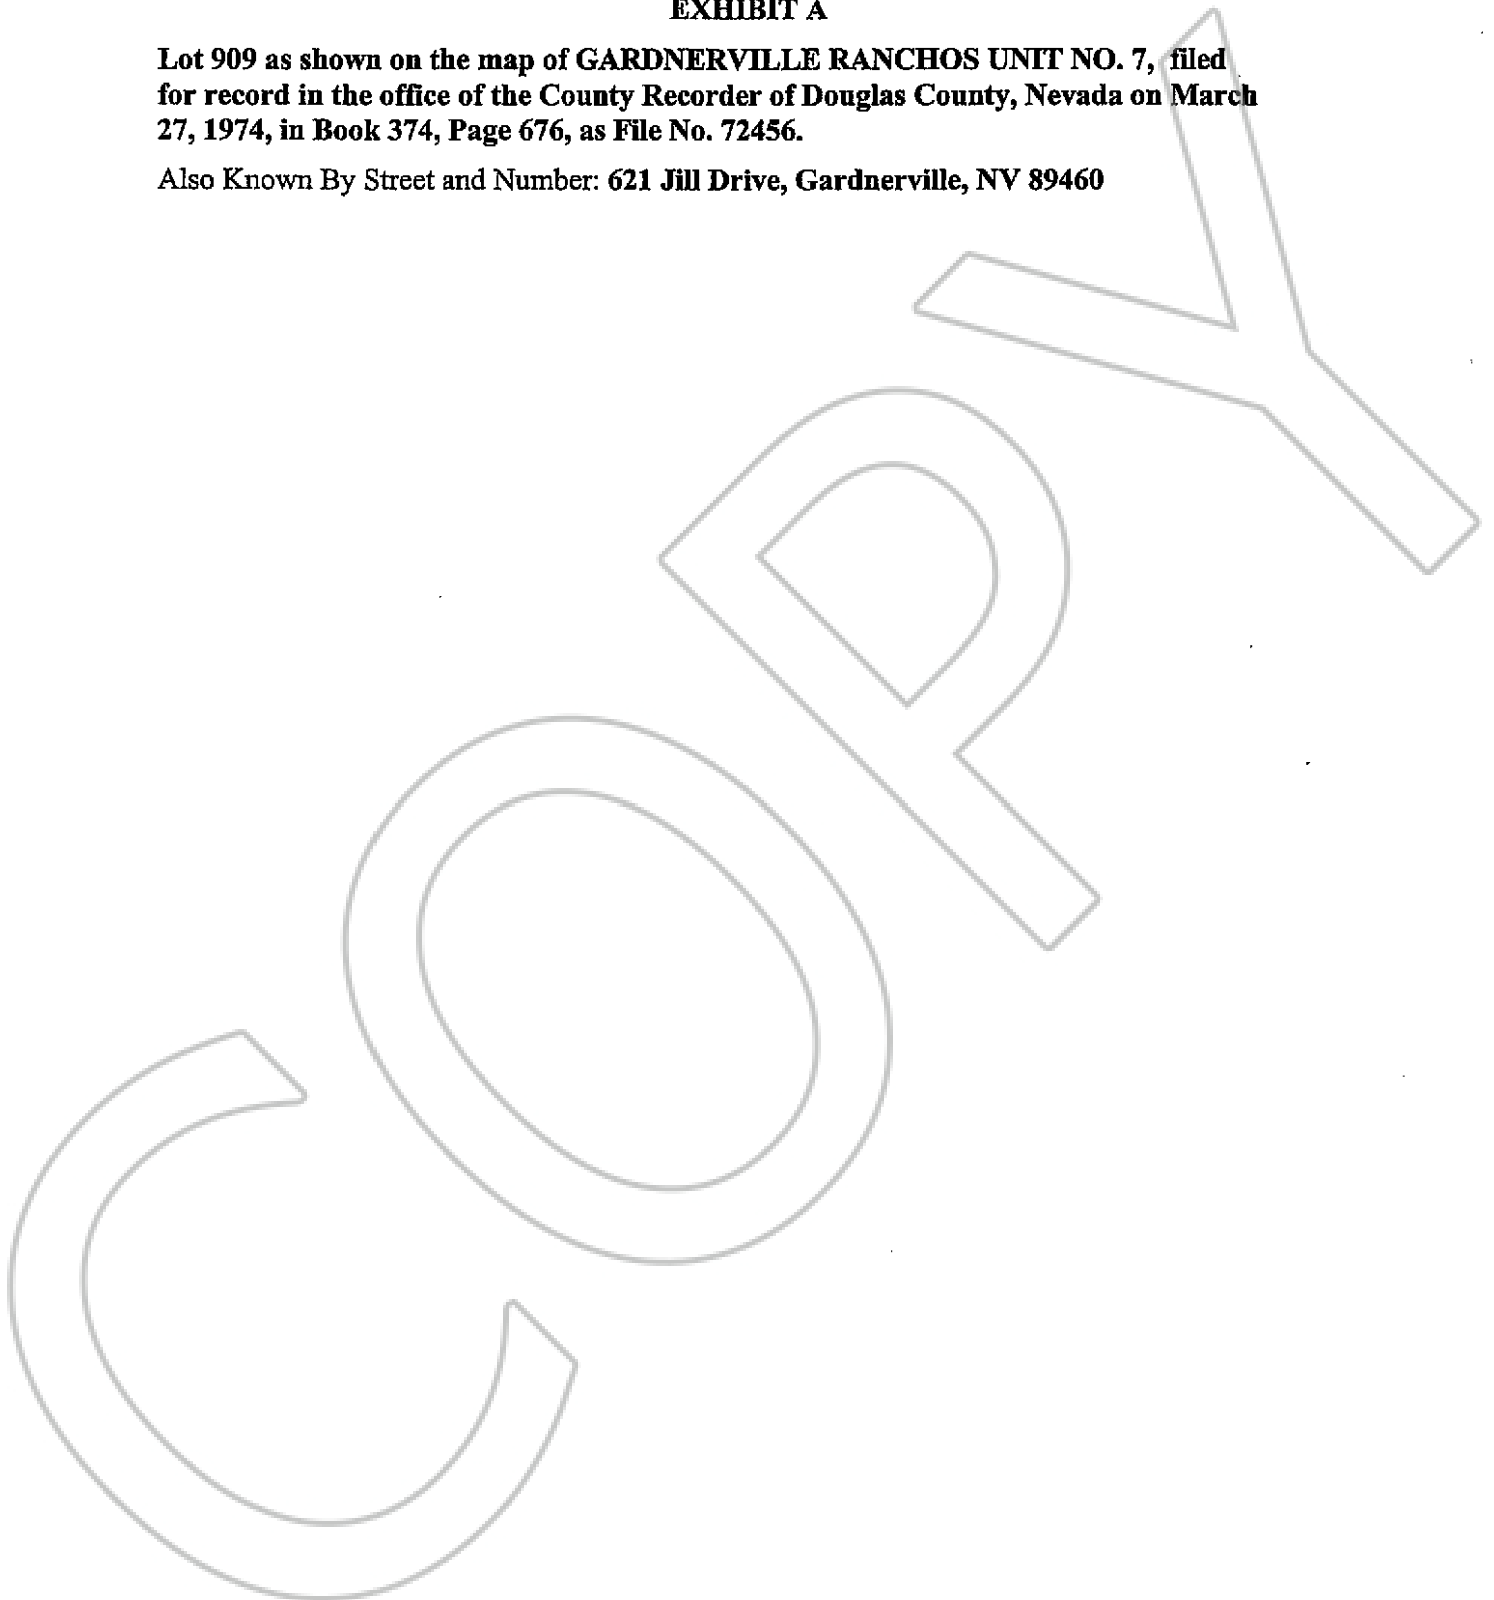 EXHIBIT A
Lot 909 as shown on the map of GARDNERVILLE RANCHOS UNIT NO. 7, filed
for record in the office of the County Recorder of Douglas County, Nevada on March
27, 1974, in Book 374, Page 676, as File No. 72456.
Also Known By Street and Number: 621 Jill Drive, Gardnerville, NV 89460
COPY